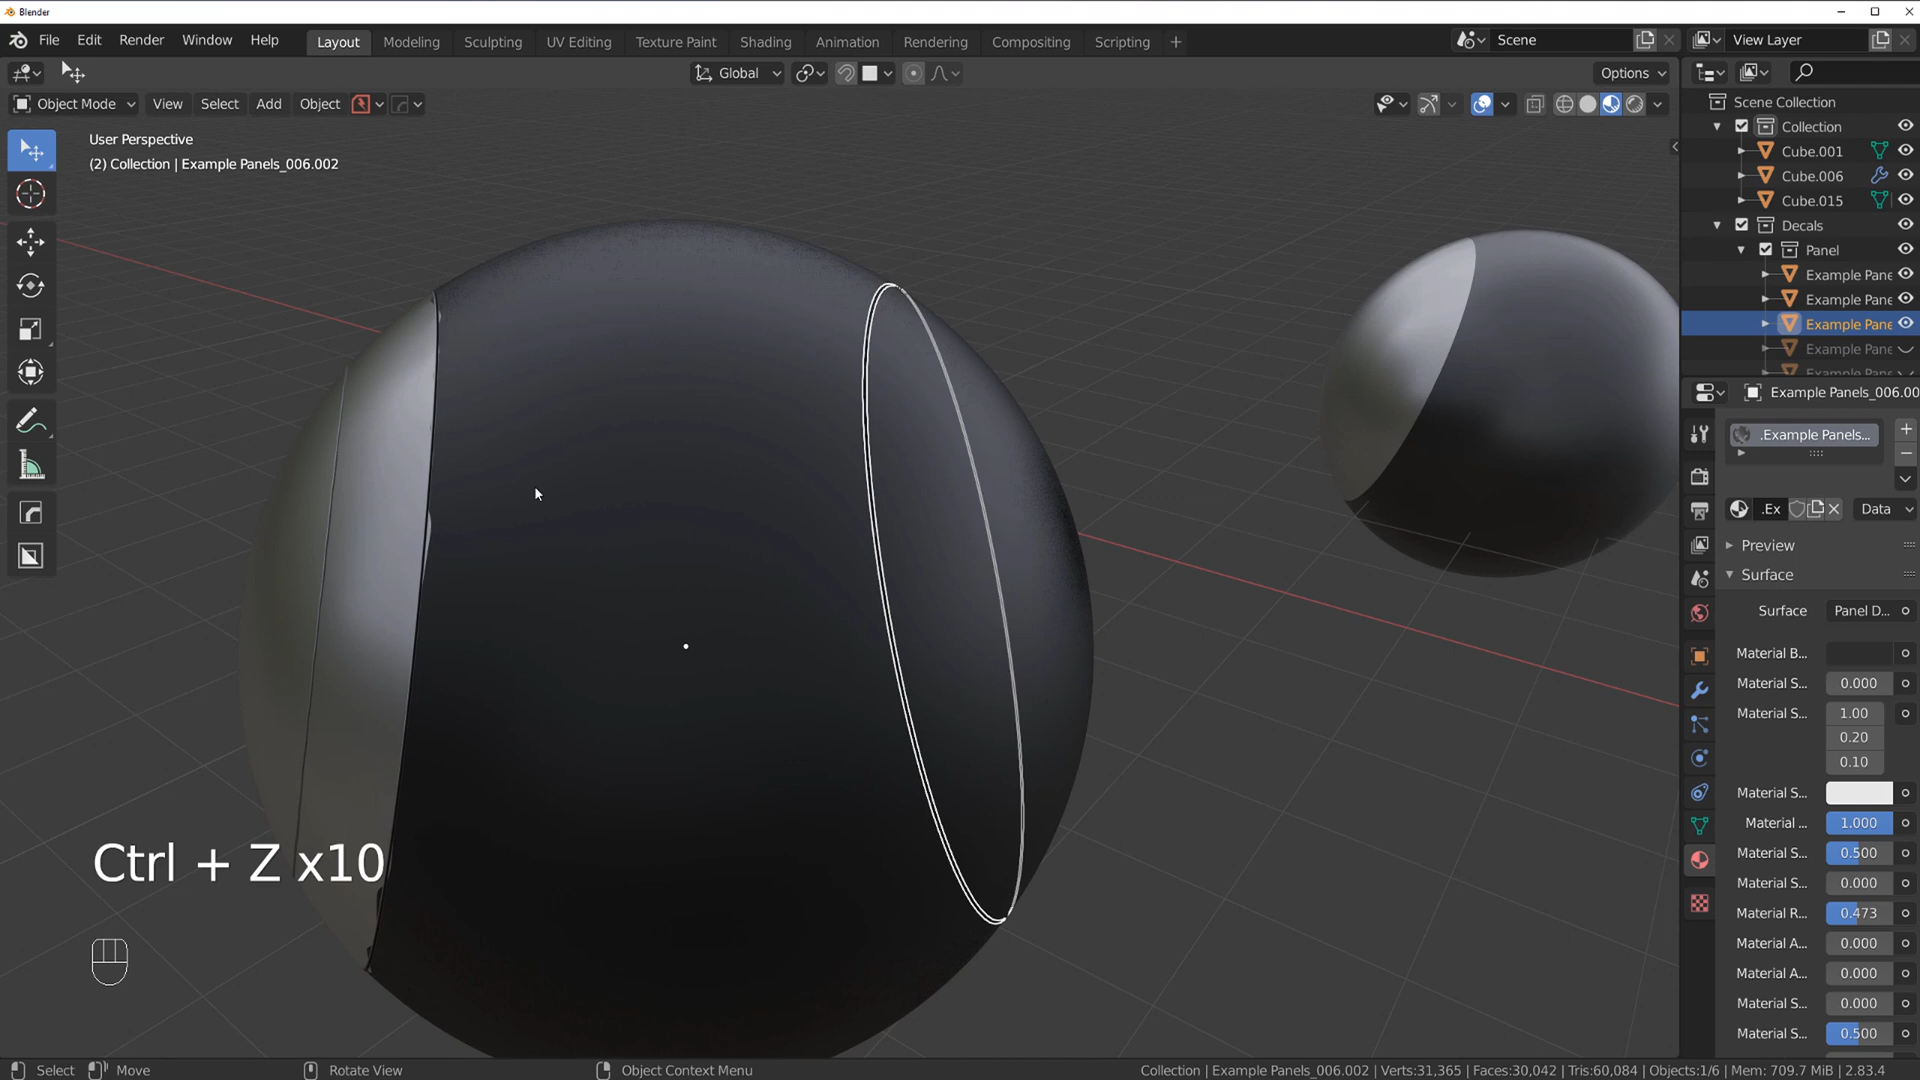 Blender
File Edit Render Window Help Layout Modeling Sculpting UV Editing Texture Paint Shading Animation Rendering Compositing Scripting + Scene View Layer
Global Options
Object Mode View Select Add Object
User Perspective
(2) Collection | Example Panels_006.002
Scene Collection
Collection
Cube.001
Cube.006
Cube.015
Decals
Panel
Example Pane
Example Pane
Example Pane
Example Pane
Example Pane
Example Panels_006.00
.Example Panels...
.Ex Data
Preview
Surface
Surface Panel D...
Material B...
Material S... 0.000
Material S... 1.00
0.20
0.10
Material S...
Material ... 1.000
Material S... 0.500
Material S... 0.000
Material R... 0.473
Material A... 0.000
Material A... 0.000
Material S... 0.000
Material S... 0.500
Ctrl + Z x10
Select Move Rotate View Object Context Menu Collection | Example Panels_006.002 | Verts:31,365 | Faces:30,042 | Tris:60,084 | Objects:1/6 | Mem: 709.7 MiB | 2.83.4